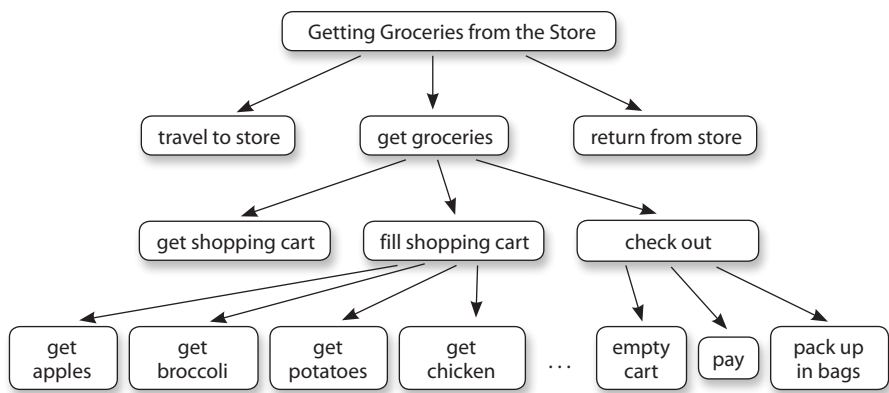 Getting Groceries from the Store
travel to store
get groceries
return from store
get shopping cart
fill shopping cart
check out
get
apples
get
broccoli
get
potatoes
get
chicken
...
empty
cart
pay
pack up
in bags